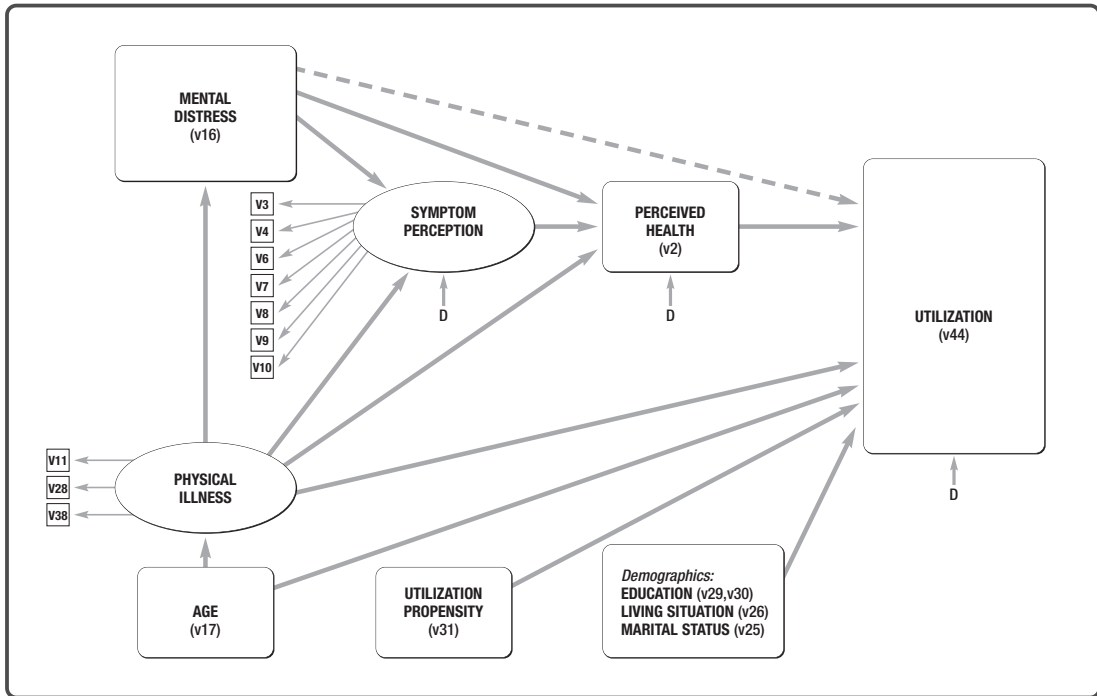 MENTAL
DISTRESS
(v16)
V3
V4
V6
V7
V8
V9
V10
SYMPTOM
PERCEPTION
D
PERCEIVED
HEALTH
(v2)
D
UTILIZATION
(v44)
D
V11
V28
V38
PHYSICAL
ILLNESS
AGE
(v17)
UTILIZATION
PROPENSITY
(v31)
Demographics:
EDUCATION (v29,v30)
LIVING SITUATION (v26)
MARITAL STATUS (v25)